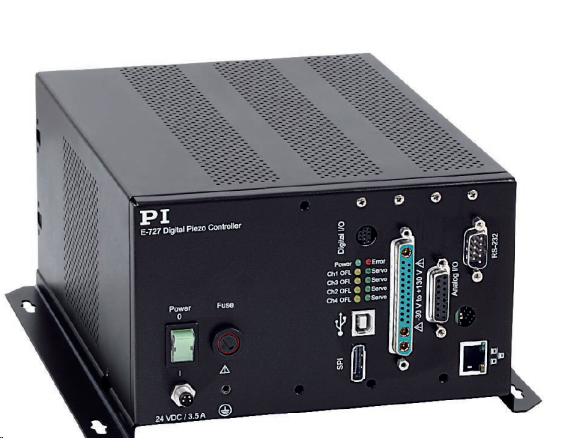 PI
E-727 Digital Piezo Controller
Digital I/O
RS-232
Power
Error
Ch1 OFL
Servo
Ch3 OFL
Servo
Ch2 OFL
Servo
Ch4 OFL
Servo
-30 V to +130 V
Analog I/O
Power
0
Fuse
I
SPI
24 VDC / 3.5 A